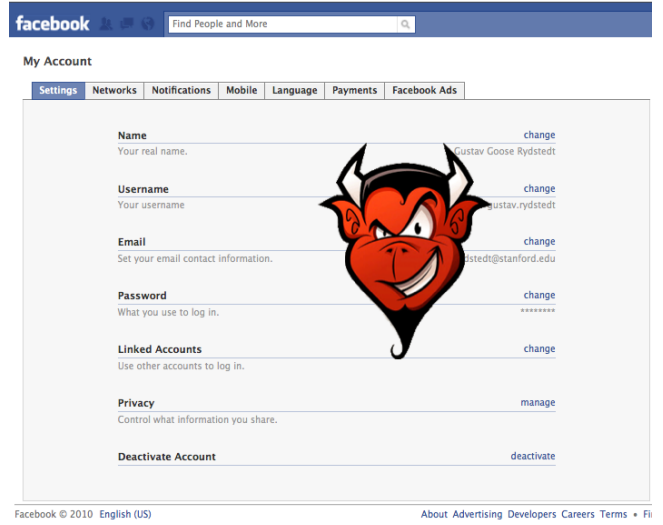 facebook Find People and More
My Account
Settings Networks Notifications Mobile Language Payments Facebook Ads
Name change
Your real name. Gustav Goose Rydstedt
Username change
Your username gustav.rydstedt
Email change
Set your email contact information. dstedt@stanford.edu
Password change
What you use to log in. ********
Linked Accounts change
Use other accounts to log in.
Privacy manage
Control what information you share.
Deactivate Account deactivate
Facebook © 2010 English (US) About Advertising Developers Careers Terms •